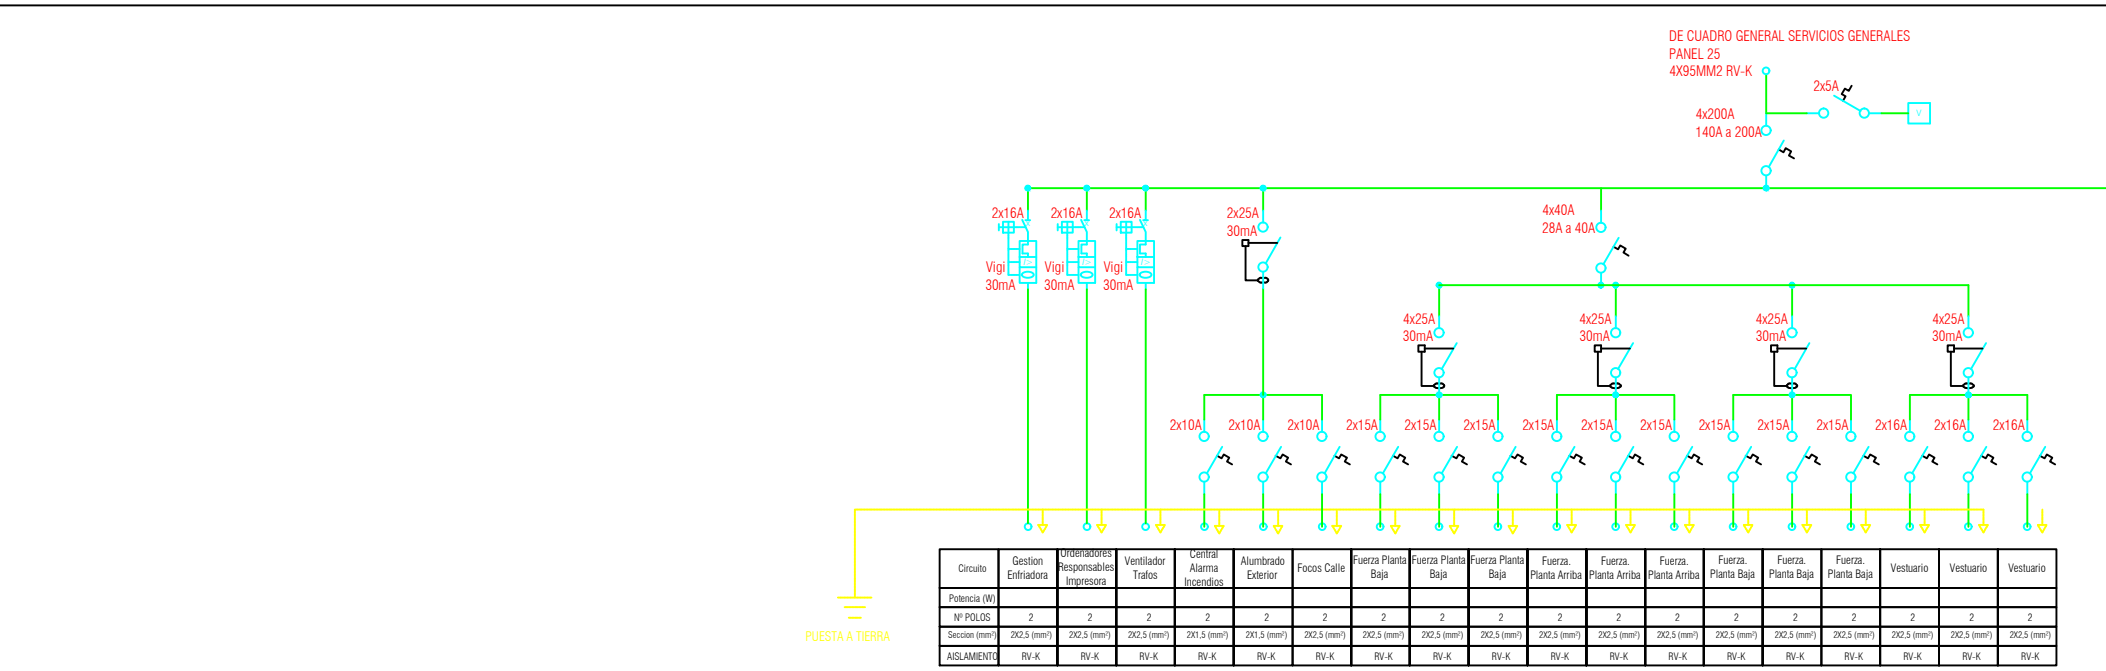 DE CUADRO GENERAL SERVICIOS GENERALES
PANEL 25
4X95MM2 RV-K
2x5A
V
4x200A
140A a 200A
2x16A 2x16A 2x16A 2x25A 4x40A
30mA 28A a 40A
Vigi Vigi Vigi
30mA 30mA 30mA
4x25A 4x25A 4x25A 4x25A
30mA 30mA 30mA 30mA
2x10A 2x10A 2x10A 2x15A 2x15A 2x15A 2x15A 2x15A 2x15A 2x15A 2x15A 2x15A 2x16A 2x16A 2x16A
Circuito
Gestion
Enfriadora
Ordenadores
Responsables
Impresora
Ventilador
Trafos
Central
Alarma
Incendios
Alumbrado
Exterior
Focos Calle
Fuerza Planta
Baja
Fuerza Planta
Baja
Fuerza Planta
Baja
Fuerza.
Planta Arriba
Fuerza.
Planta Arriba
Fuerza.
Planta Arriba
Fuerza.
Planta Baja
Fuerza.
Planta Baja
Fuerza.
Planta Baja
Vestuario
Vestuario
Vestuario
Potencia (W)
Nº POLOS 2 2 2 2 2 2 2 2 2 2 2 2 2 2 2 2 2 2
Seccion (mm²) 2X2,5 (mm²) 2X2,5 (mm²) 2X2,5 (mm²) 2X1,5 (mm²) 2X1,5 (mm²) 2X2,5 (mm²) 2X2,5 (mm²) 2X2,5 (mm²) 2X2,5 (mm²) 2X2,5 (mm²) 2X2,5 (mm²) 2X2,5 (mm²) 2X2,5 (mm²) 2X2,5 (mm²) 2X2,5 (mm²) 2X2,5 (mm²) 2X2,5 (mm²) 2X2,5 (mm²)
AISLAMIENTO RV-K RV-K RV-K RV-K RV-K RV-K RV-K RV-K RV-K RV-K RV-K RV-K RV-K RV-K RV-K RV-K RV-K RV-K
PUESTA A TIERRA